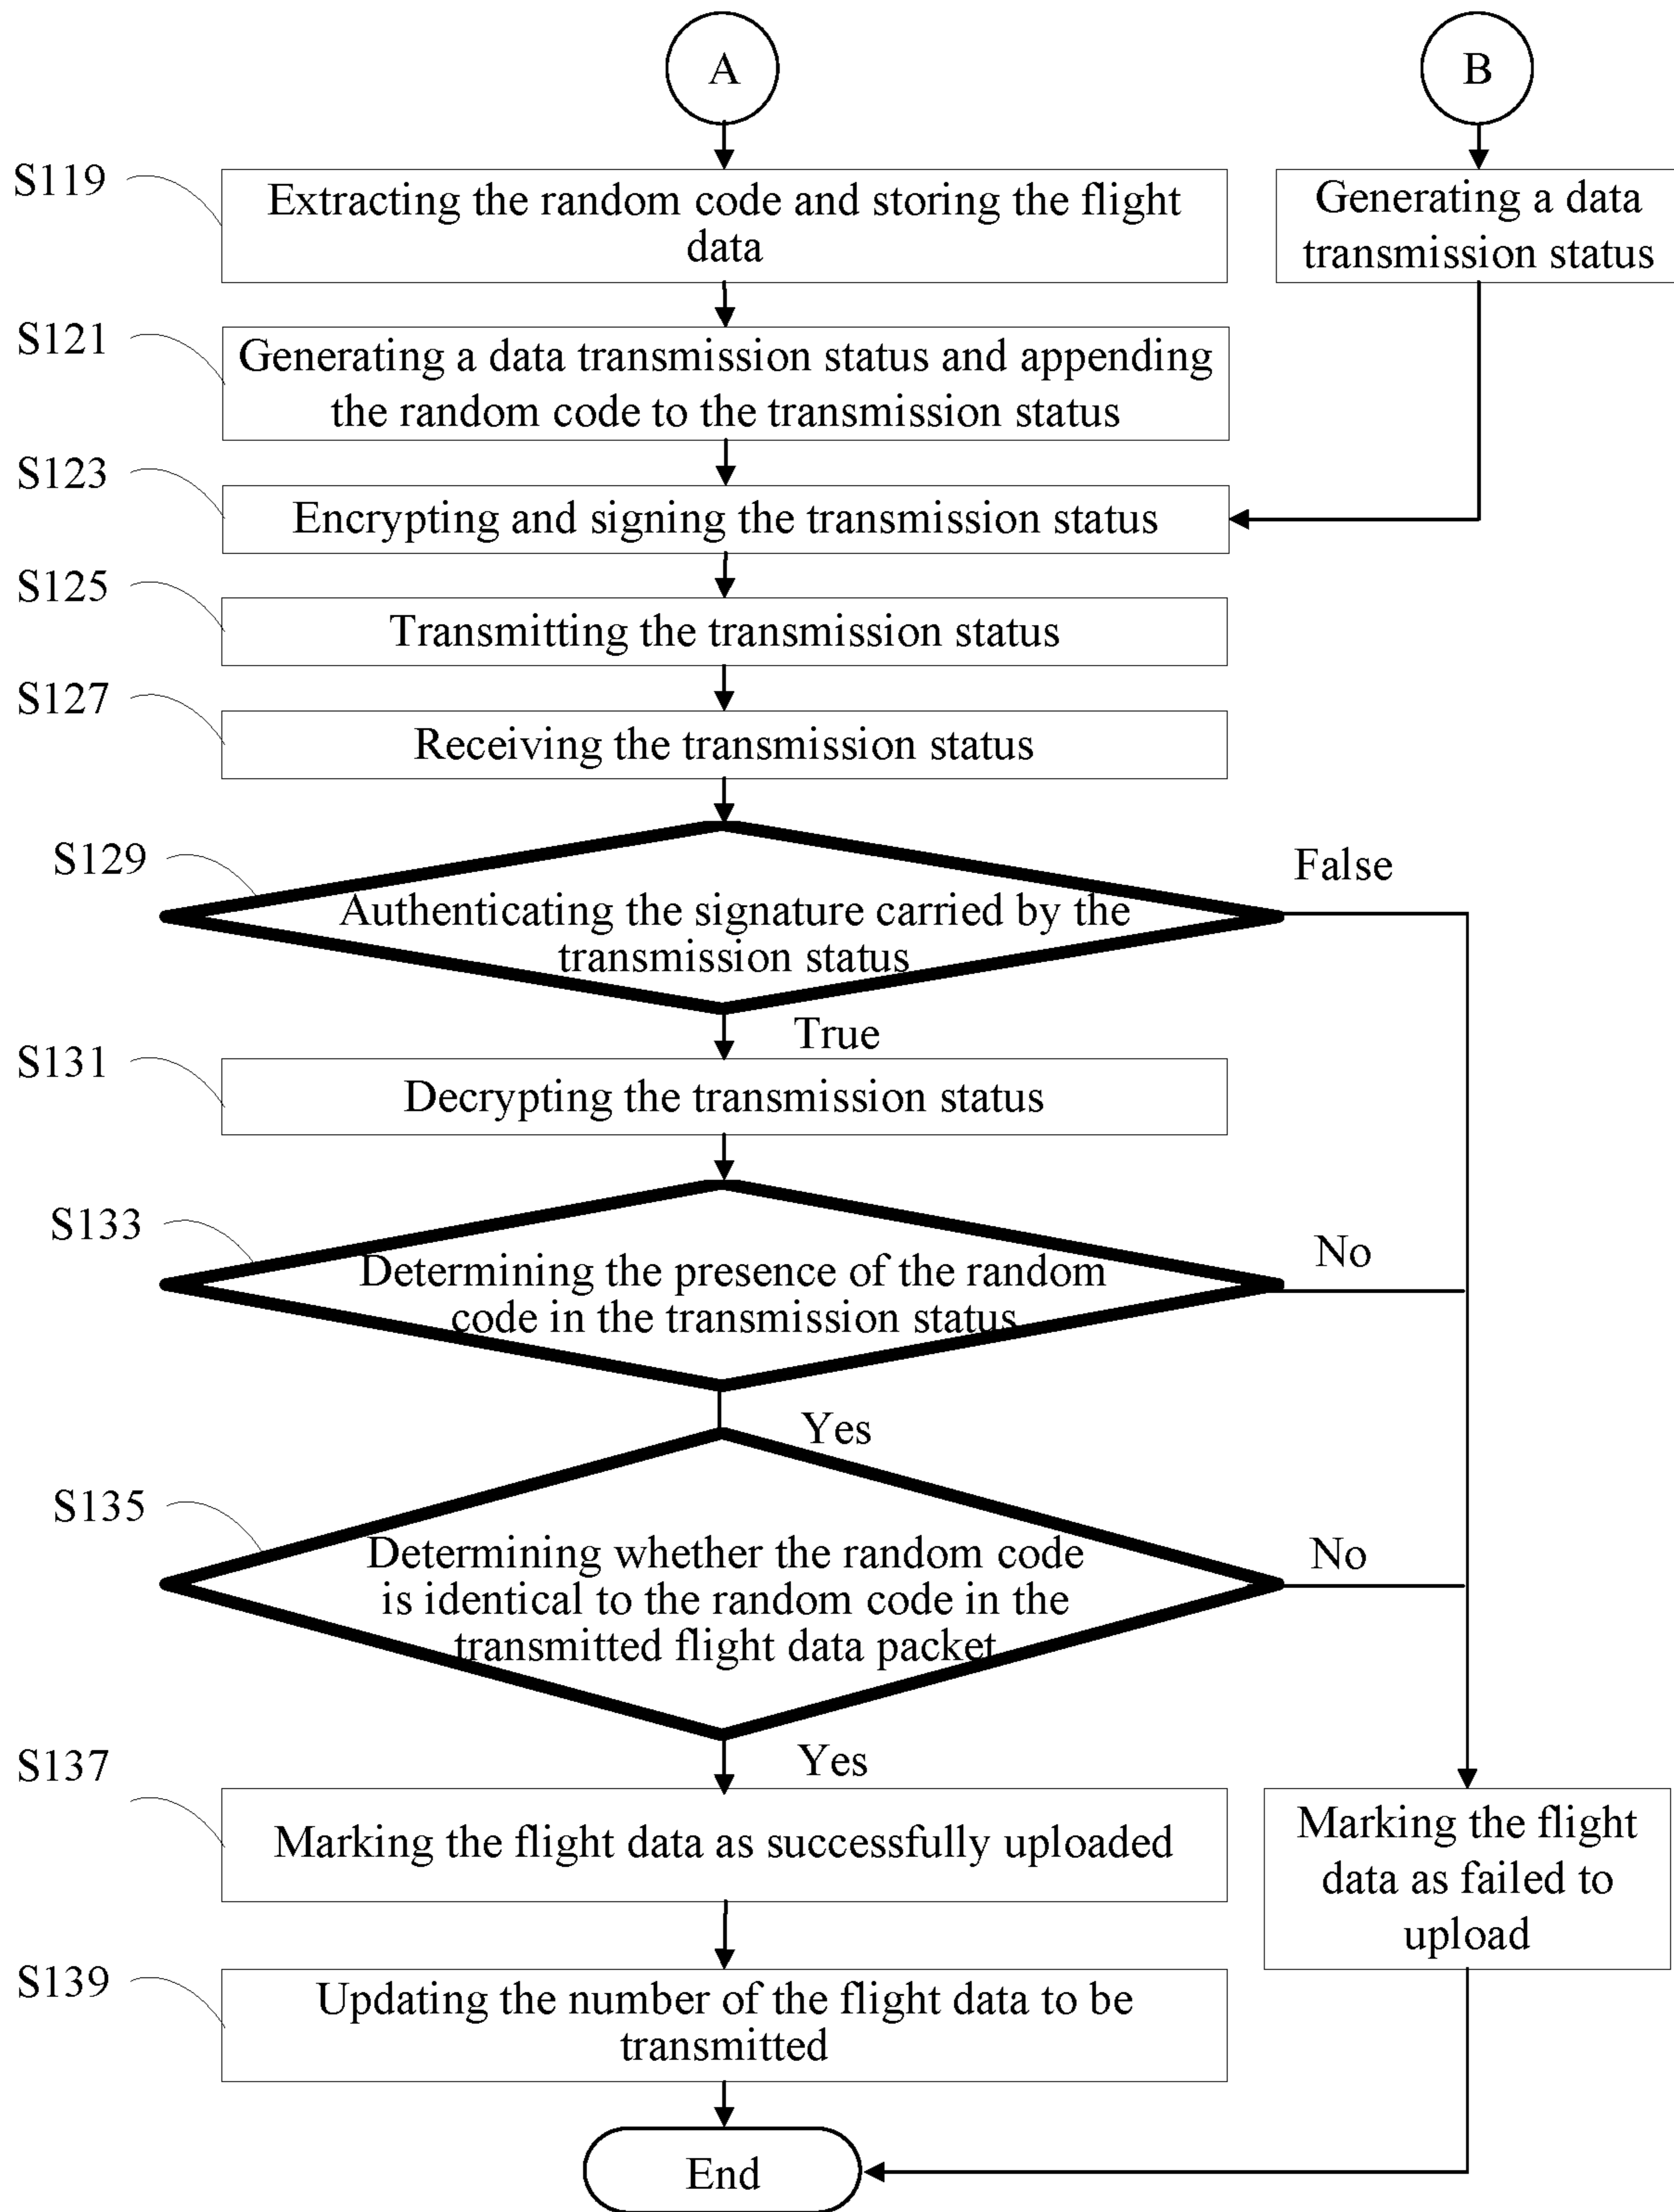 A
B
S119
Extracting the random code and storing the flight
data
Generating a data
transmission status
S121
Generating a data transmission status and appending
the random code to the transmission status
S123
Encrypting and signing the transmission status
S125
Transmitting the transmission status
S127
Receiving the transmission status
S129
Authenticating the signature carried by the
transmission status
False
True
S131
Decrypting the transmission status
S133
Determining the presence of the random
code in the transmission status
No
Yes
S135
Determining whether the random code
is identical to the random code in the
transmitted flight data packet
No
Yes
S137
Marking the flight data as successfully uploaded
Marking the flight
data as failed to
upload
S139
Updating the number of the flight data to be
transmitted
End